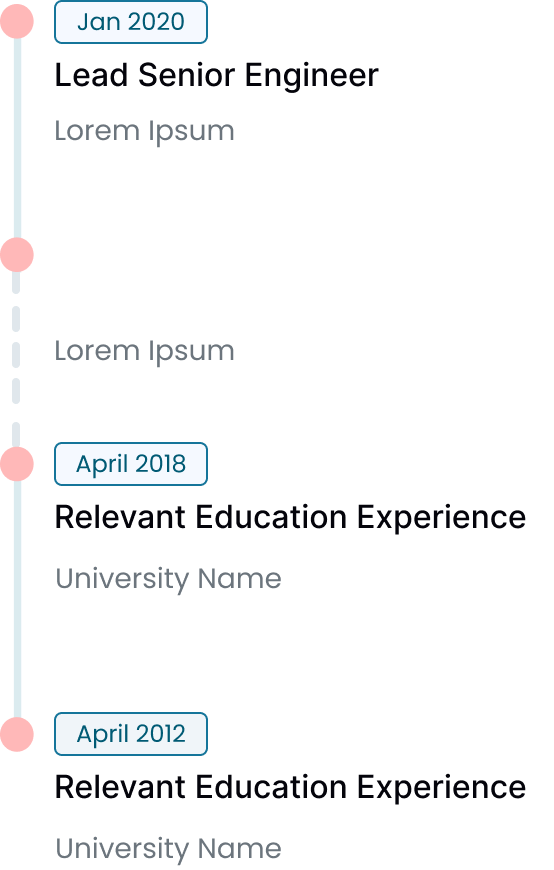 Jan 2020
Lead Senior Engineer
Lorem Ipsum
Lorem Ipsum
April 2018
Relevant Education Experience
University Name
April 2012
Relevant Education Experience
University Name